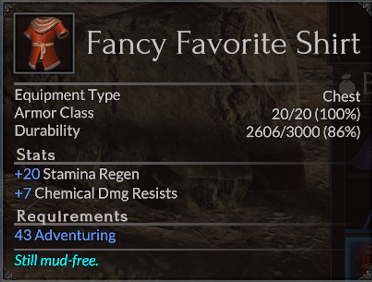 Fancy Favorite Shirt
Equipment Type Chest
Armor Class 20/20 (100%)
Durability 2606/3000 (86%)
Stats
+20 Stamina Regen
+7 Chemical Dmg Resists
Requirements
43 Adventuring
Still mud-free.